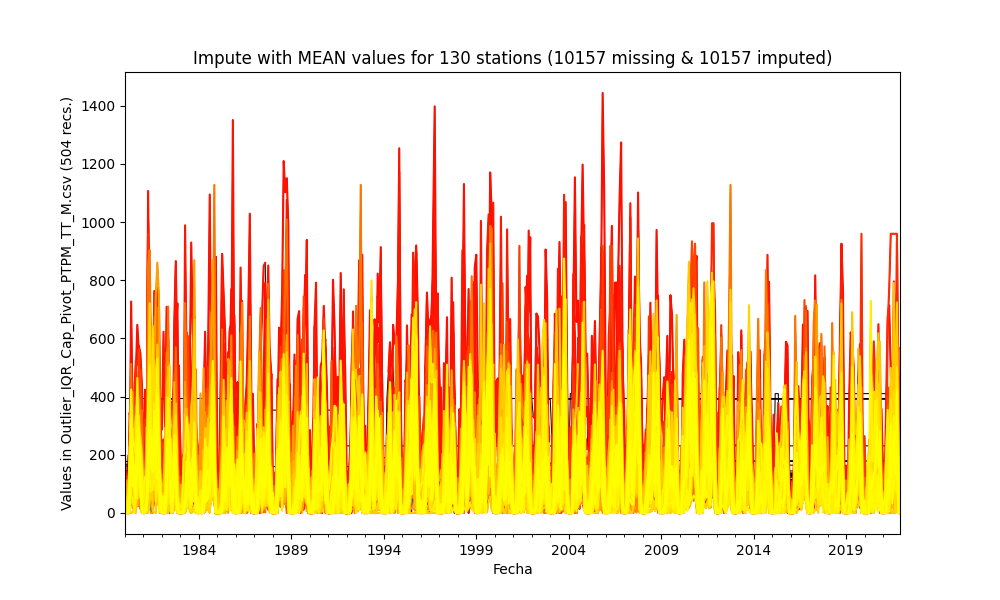 Impute with MEAN values for 130 stations (10157 missing & 10157 imputed)
Values in Outlier_IQR_Cap_Pivot_PTPM_TT_M.csv (504 recs.)
1400
1200
1000
800
600
400
200
0
1984 1989 1994 1999 2004 2009 2014 2019
Fecha